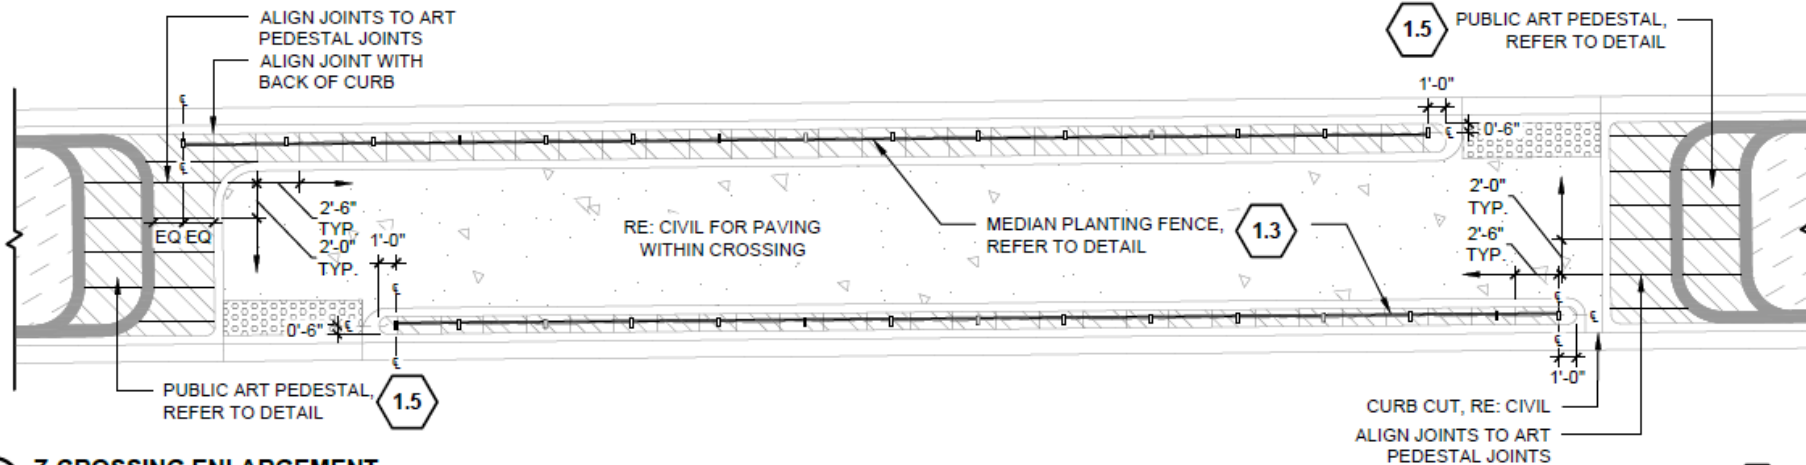 ALIGN JOINTS TO ART
PEDESTAL JOINTS
ALIGN JOINT WITH
BACK OF CURB
1.5
PUBLIC ART PEDESTAL,
REFER TO DETAIL
1'-0"
0'-6"
2'-6"
TYP.
2'-0"
TYP.
EQ EQ
1'-0"
0'-6"
RE: CIVIL FOR PAVING
WITHIN CROSSING
MEDIAN PLANTING FENCE,
REFER TO DETAIL
1.3
2'-0"
TYP.
2'-6"
TYP.
1'-0"
PUBLIC ART PEDESTAL,
REFER TO DETAIL
1.5
CURB CUT, RE: CIVIL
ALIGN JOINTS TO ART
PEDESTAL JOINTS
Z CROSSING ENLARGEMENT